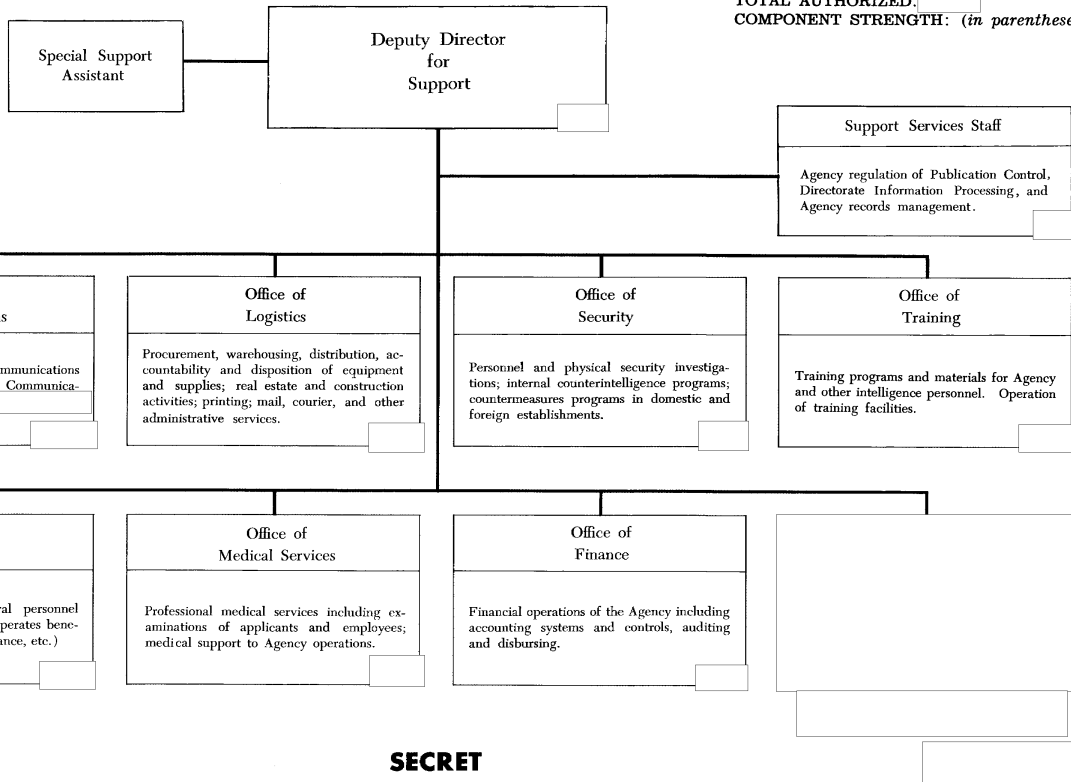 TOTAL AUTHORIZED:
COMPONENT STRENGTH: (in parenthese
Special Support
Assistant
Deputy Director
for
Support
Support Services Staff
Agency regulation of Publication Control,
Directorate Information Processing, and
Agency records management.
s
mmunications
Communica-
Office of
Logistics
Procurement, warehousing, distribution, ac-
countability and disposition of equipment
and supplies; real estate and construction
activities; printing; mail, courier, and other
administrative services.
Office of
Security
Personnel and physical security investiga-
tions; internal counterintelligence programs;
countermeasures programs in domestic and
foreign establishments.
Office of
Training
Training programs and materials for Agency
and other intelligence personnel. Operation
of training facilities.
al personnel
perates bene-
ance, etc.)
Office of
Medical Services
Professional medical services including ex-
aminations of applicants and employees;
medical support to Agency operations.
Office of
Finance
Financial operations of the Agency including
accounting systems and controls, auditing
and disbursing.
SECRET